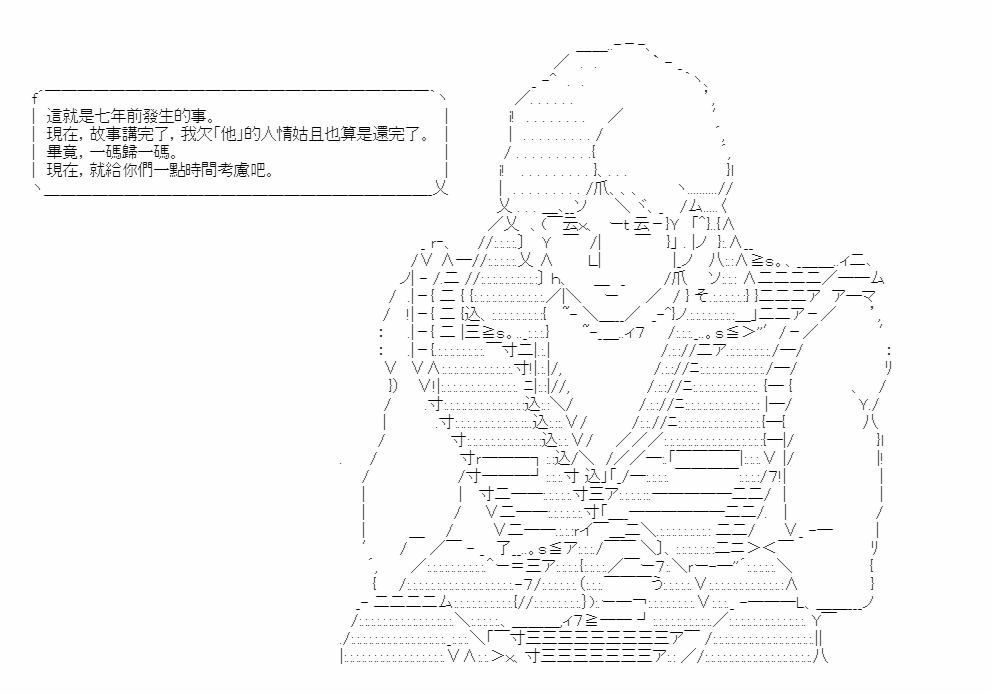 這就是七年前發生的事。
現在，故事講完了，我欠「他」的人情姑且也算是還完了。
畢竟，一碼歸一碼。
現在，就給你們一點時間考慮吧。